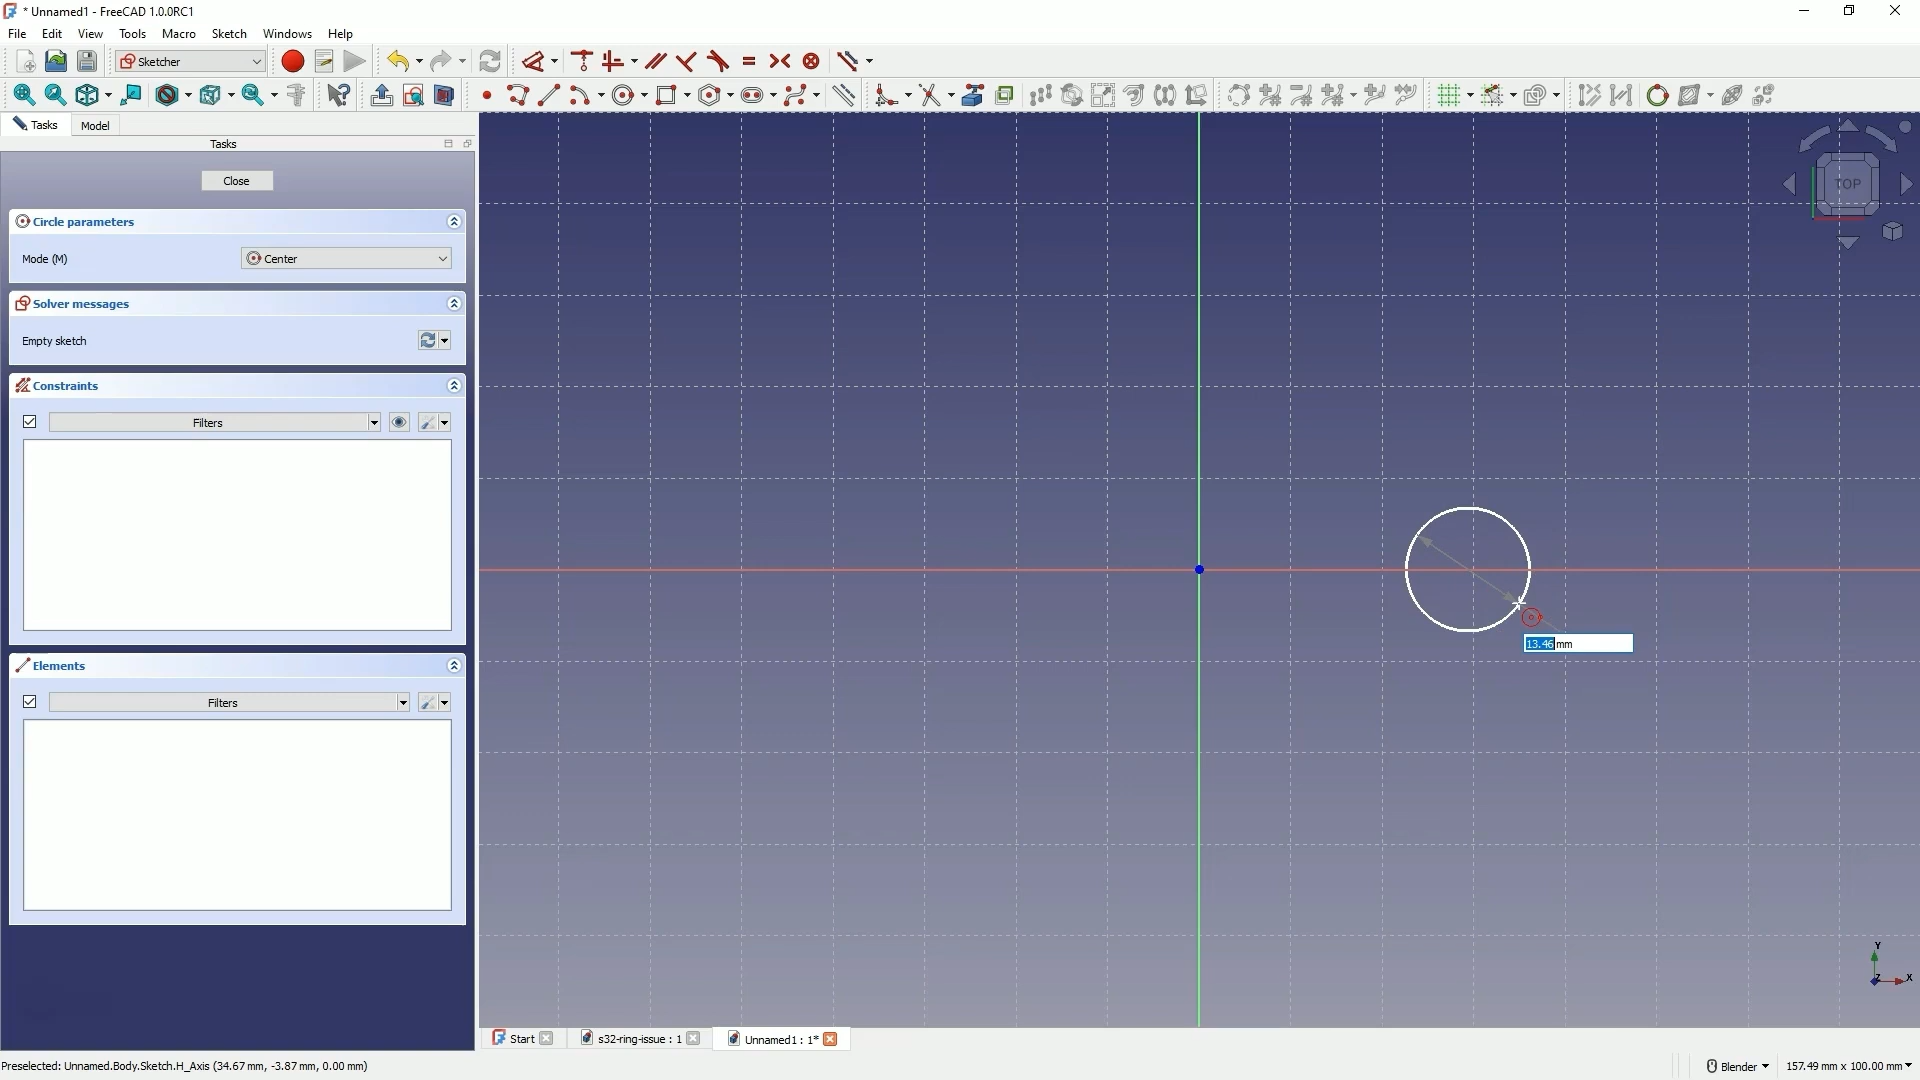 * Unnamed1 - FreeCAD 1.0.0RC1
File Edit View Tools Macro Sketch Windows Help
Sketcher
Tasks Model
Tasks
Close
Circle parameters
Mode (M) Center
Solver messages
Empty sketch
Constraints
Filters
Elements
Filters
TOP
13.46 mm
Y
Z X
Start s32-ring-issue : 1 Unnamed1 : 1*
Preselected: Unnamed.Body.Sketch.H_Axis (34.67 mm, -3.87 mm, 0.00 mm) Blender 157.49 mm x 100.00 mm